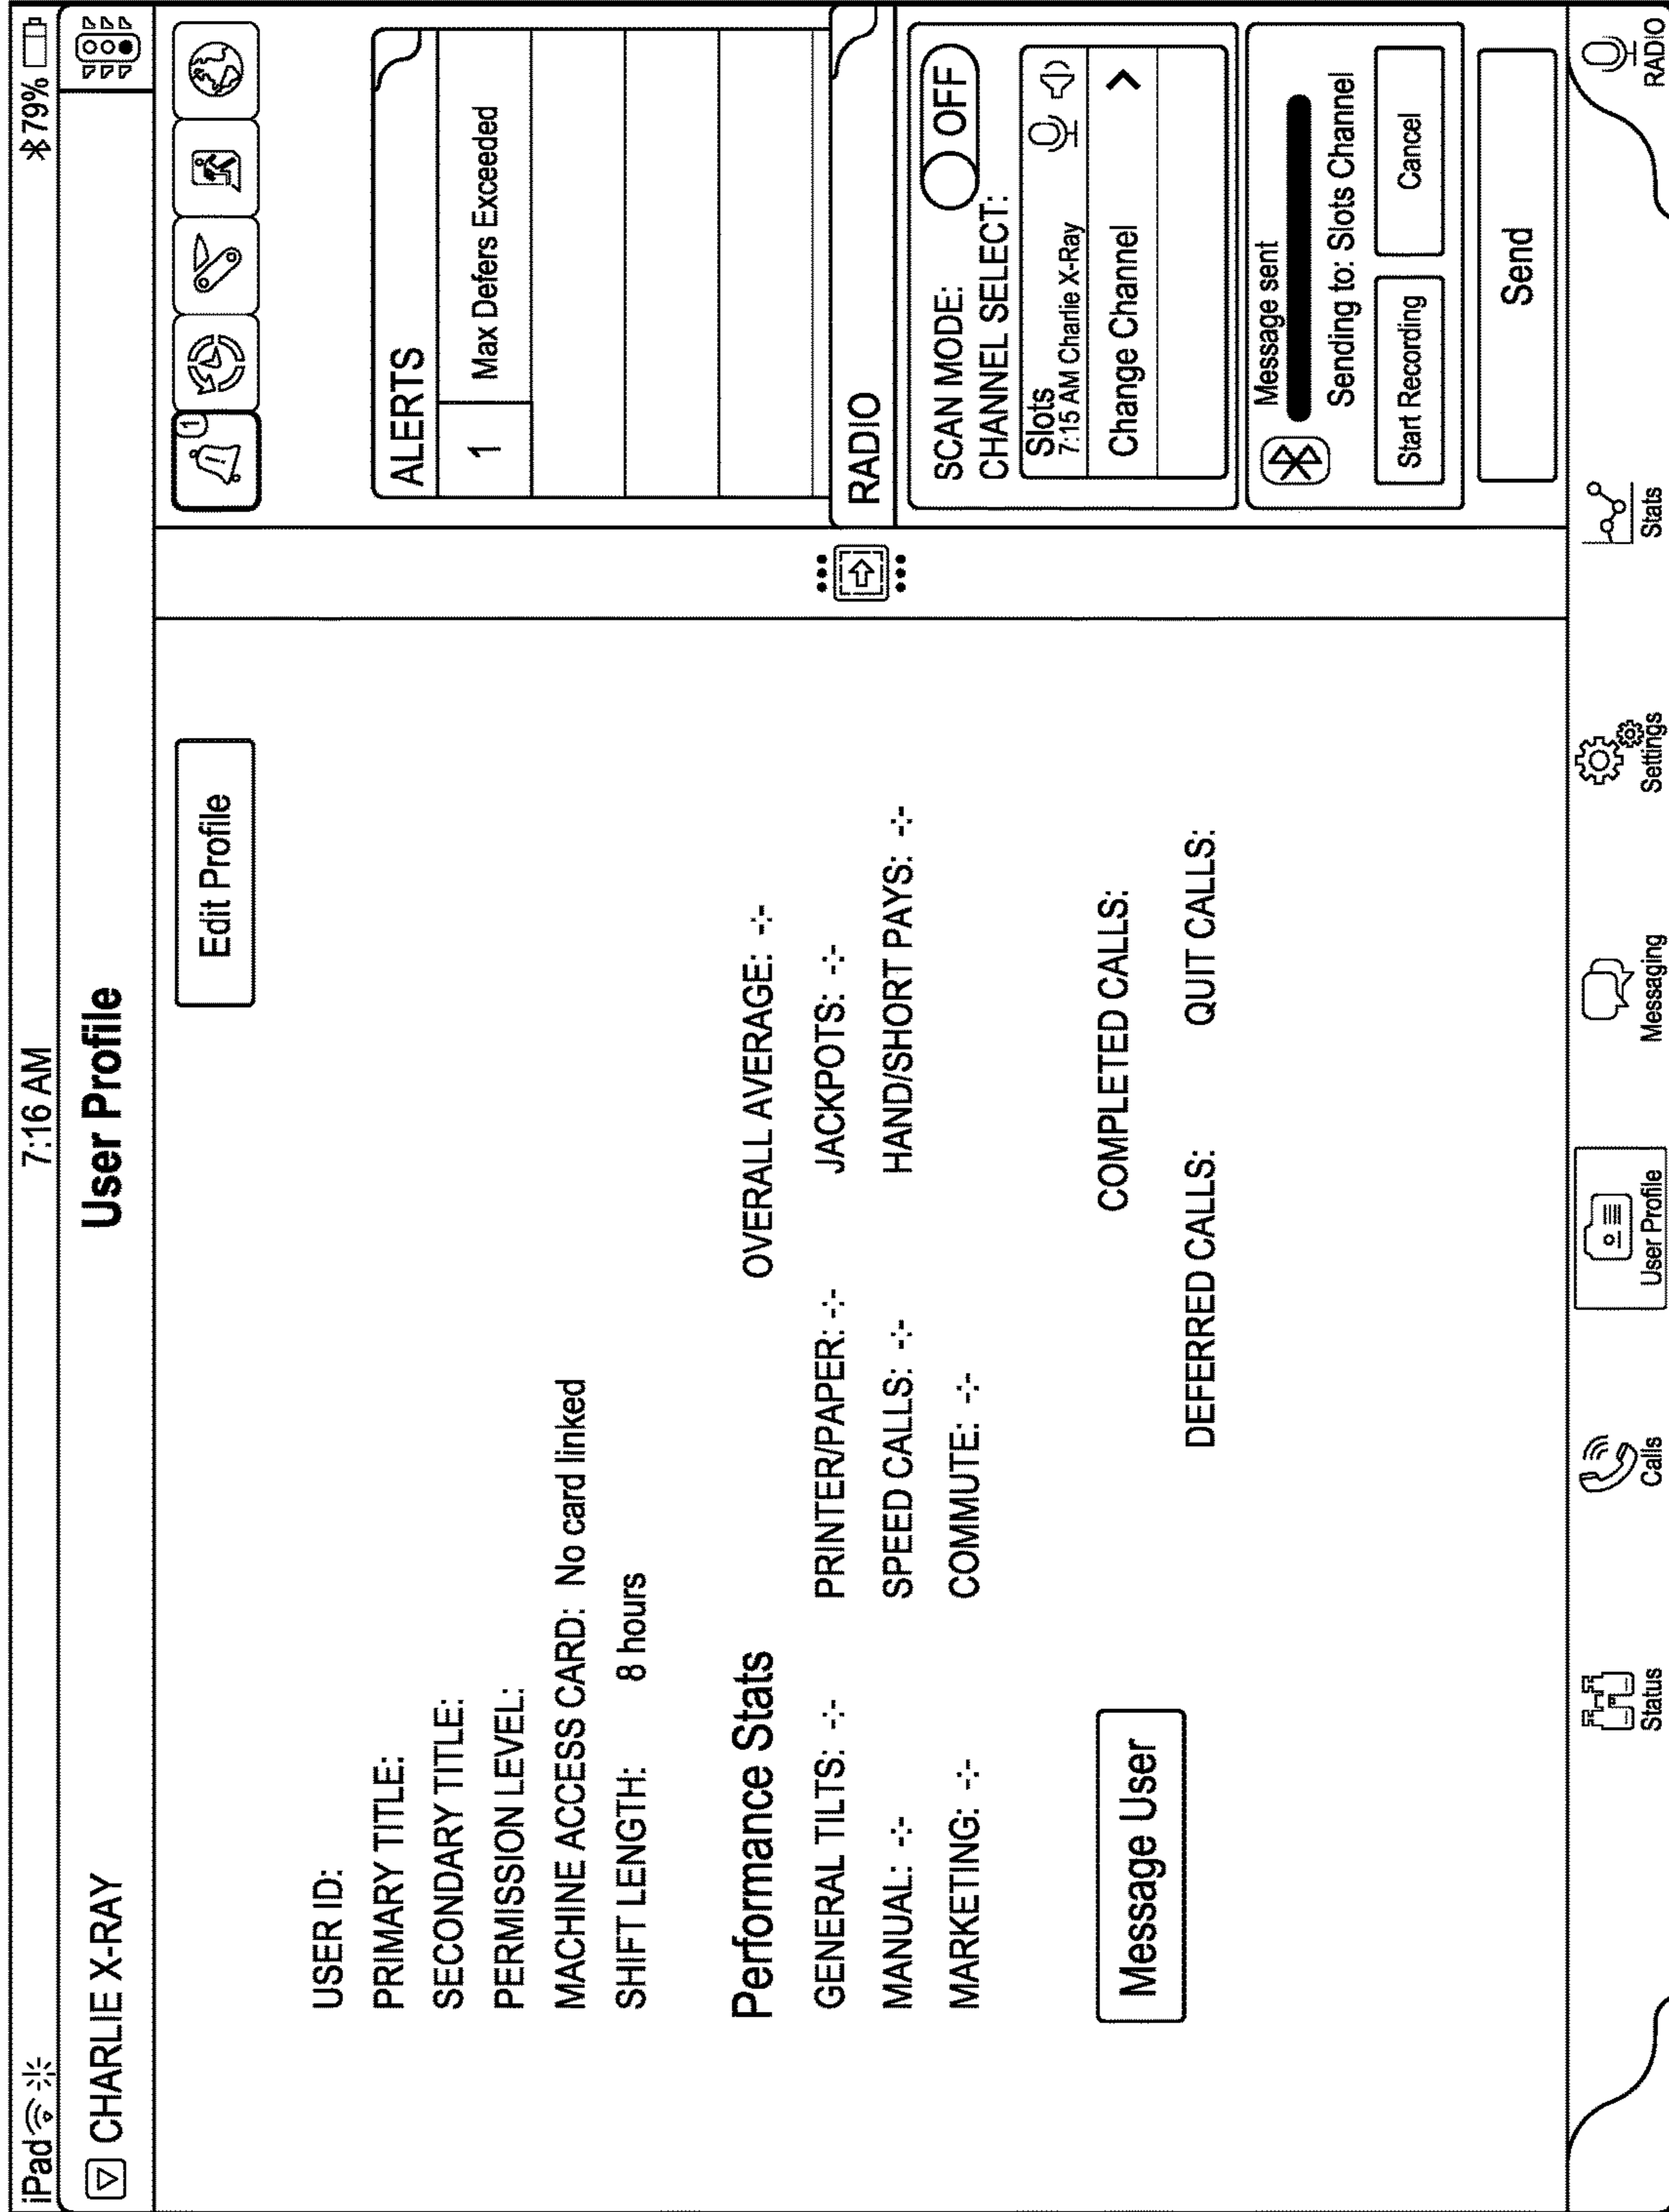 iPad 7:16 AM 79%
CHARLIE X-RAY
User Profile
Edit Profile
USER ID:
PRIMARY TITLE:
SECONDARY TITLE:
PERMISSION LEVEL:
MACHINE ACCESS CARD: No card linked
SHIFT LENGTH: 8 hours
Performance Stats
OVERALL AVERAGE: -:-
GENERAL TILTS: -:- PRINTER/PAPER: -:- JACKPOTS: -:-
MANUAL: -:- SPEED CALLS: -:- HAND/SHORT PAYS: -:-
MARKETING: -:- COMMUTE: -:-
Message User
COMPLETED CALLS:
DEFERRED CALLS: QUIT CALLS:
1
ALERTS
1 Max Defers Exceeded
RADIO
SCAN MODE: OFF
CHANNEL SELECT:
Slots
7:15 AM Charlie X-Ray
Change Channel
Message sent
Sending to: Slots Channel
Start Recording Cancel
Send
Status Calls User Profile Messaging Settings Stats RADIO